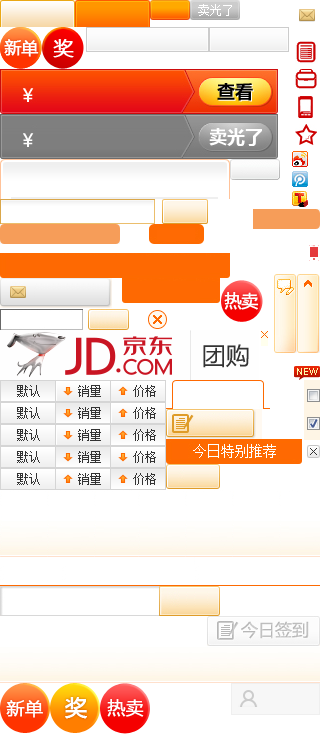 卖光了
新单 奖
¥ 查看
¥ 卖光了
热卖
JD.COM 京东 团购
NEW
默认 销量 价格
默认 销量 价格
默认 销量 价格
默认 销量 价格
默认 销量 价格
今日特别推荐
今日签到
新单 奖 热卖